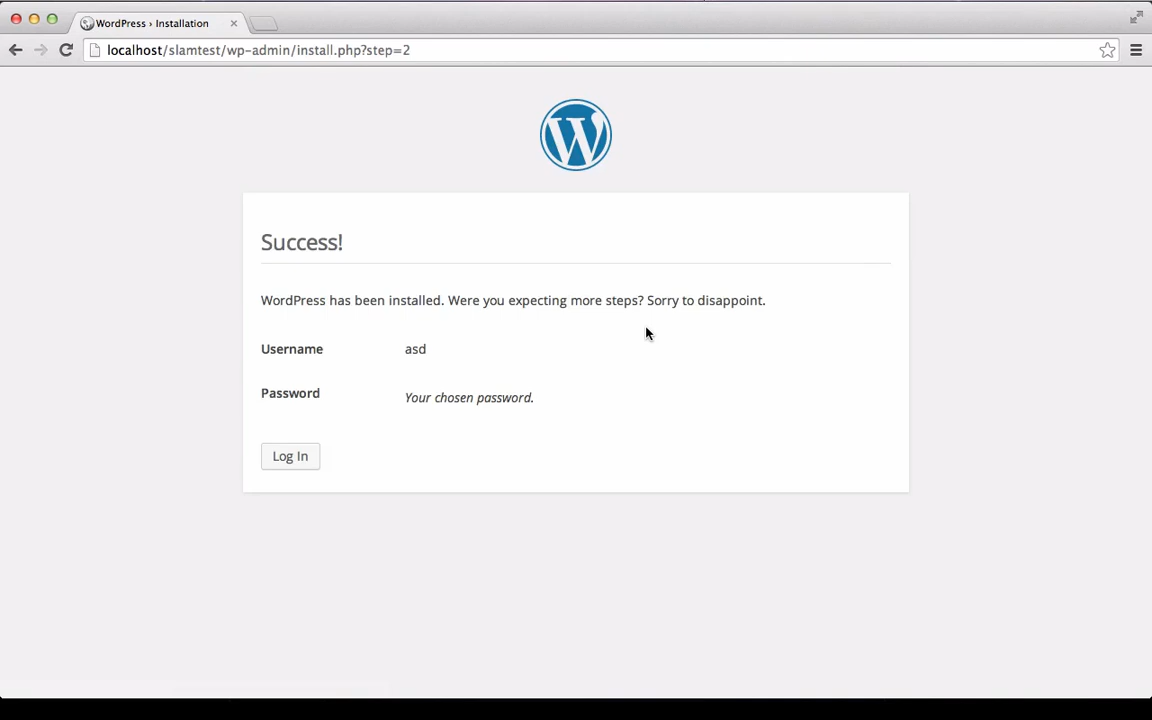 WordPress › Installation
localhost/slamtest/wp-admin/install.php?step=2
Success!
WordPress has been installed. Were you expecting more steps? Sorry to disappoint.
Username asd
Password Your chosen password.
Log In